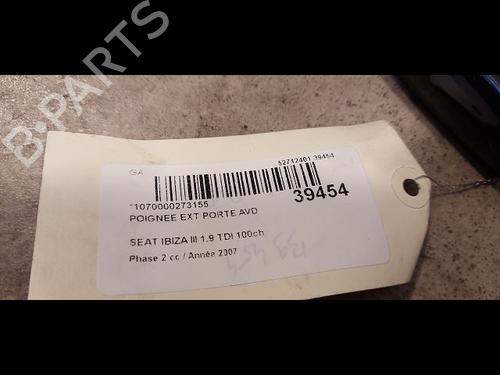 B-PARTS
GA
52712401 39454
*1070000273155
39454
POIGNEE EXT PORTE AVD
SEAT IBIZA III 1.9 TDI 100ch
Phase 2 cc / Année 2007